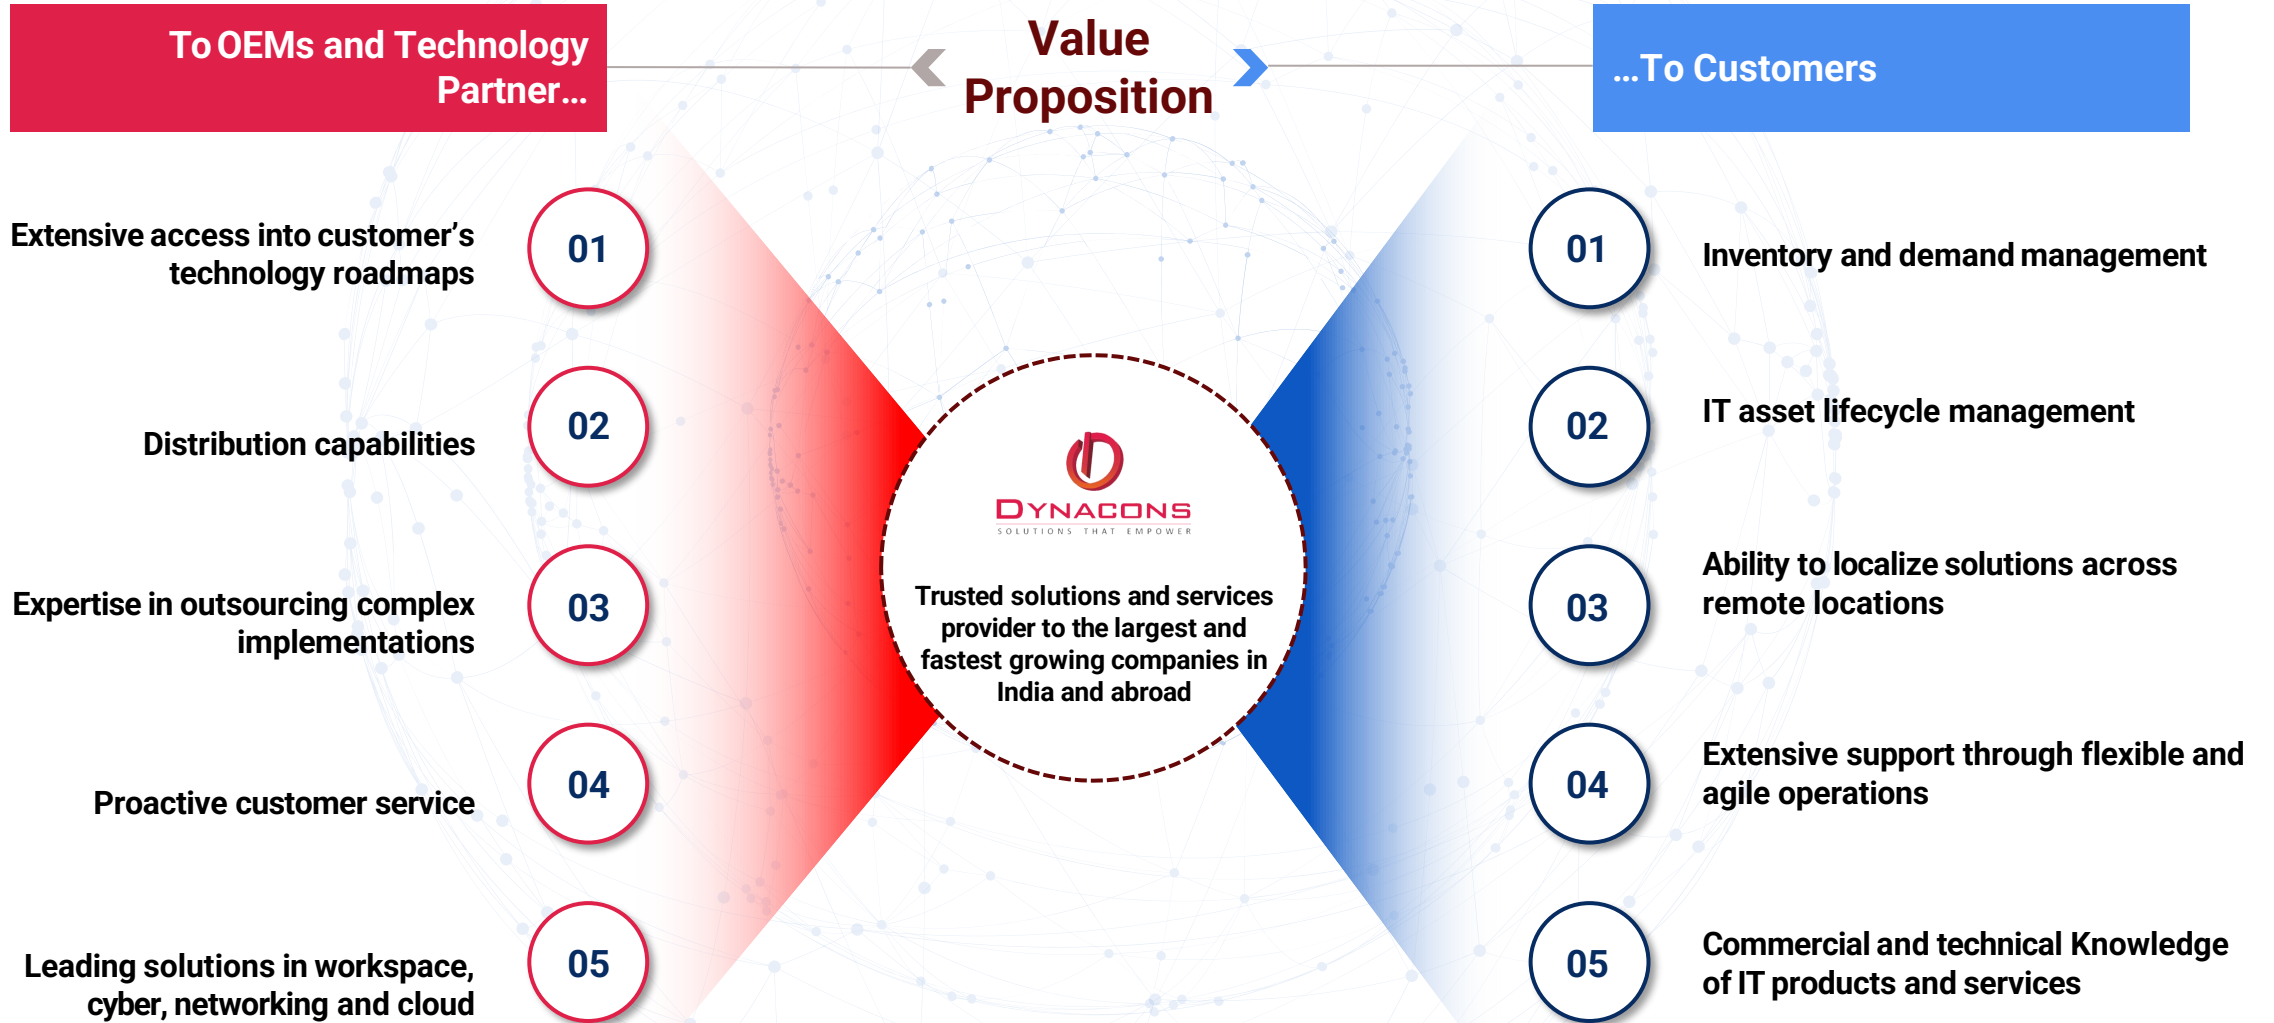 To OEMs and Technology
Partner...
Value
Proposition
...To Customers
Extensive access into customer's
technology roadmaps
01
Distribution capabilities
02
Expertise in outsourcing complex
implementations
03
Proactive customer service
04
Leading solutions in workspace,
cyber, networking and cloud
05
DYNACONS
SOLUTIONS THAT EMPOWER
Trusted solutions and services
provider to the largest and
fastest growing companies in
India and abroad
01
Inventory and demand management
02
IT asset lifecycle management
03
Ability to localize solutions across
remote locations
04
Extensive support through flexible and
agile operations
05
Commercial and technical Knowledge
of IT products and services